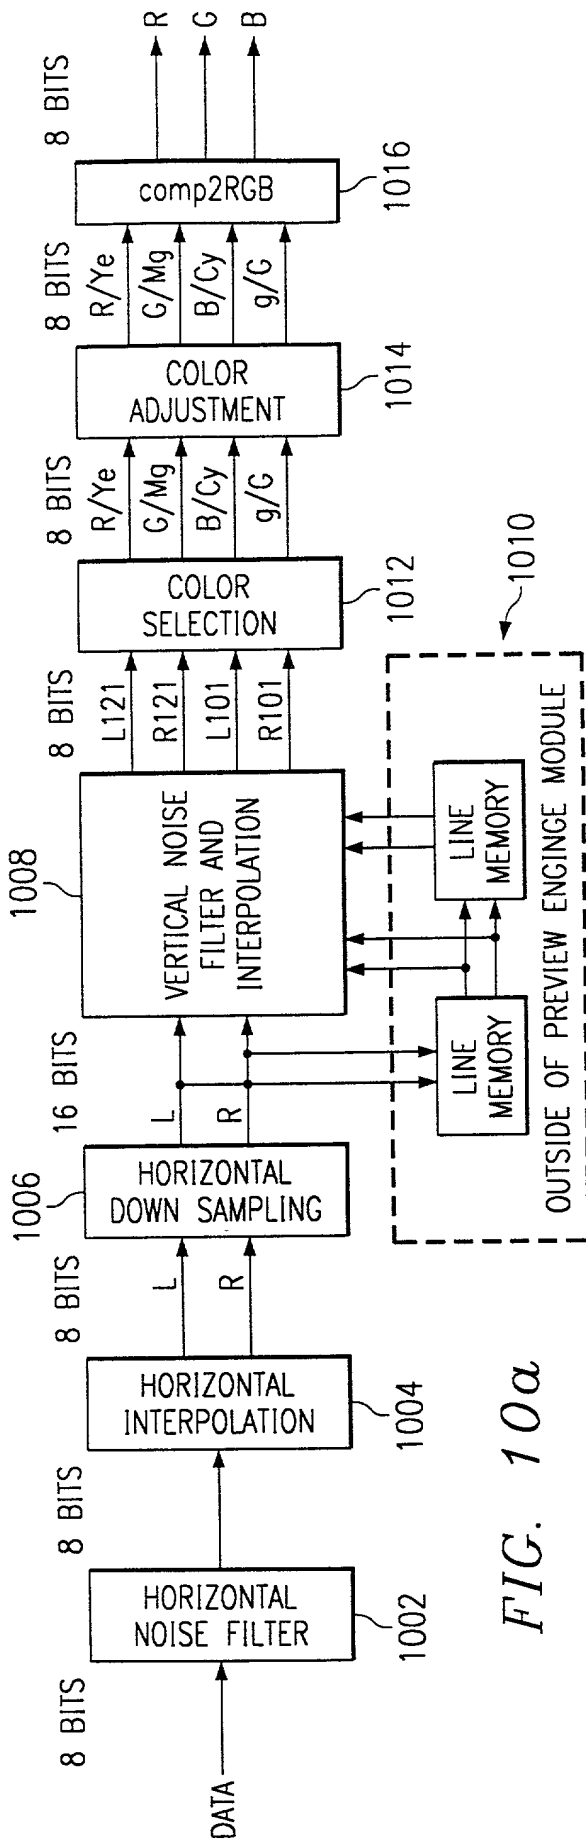 8 BITS
DATA
HORIZONTAL
NOISE FILTER
1002
8 BITS
HORIZONTAL
INTERPOLATION
1004
8 BITS
L
R
1006
HORIZONTAL
DOWN SAMPLING
16 BITS
L
R
1008
VERTICAL NOISE
FILTER AND
INTERPOLATION
LINE
MEMORY
LINE
MEMORY
OUTSIDE OF PREVIEW ENGINGE MODULE
1010
8 BITS
L121
R121
L101
R101
COLOR
SELECTION
1012
8 BITS
R/Ye
G/Mg
B/Cy
g/G
COLOR
ADJUSTMENT
1014
8 BITS
R/Ye
G/Mg
B/Cy
g/G
comp2RGB
1016
8 BITS
R
G
B
FIG. 10a